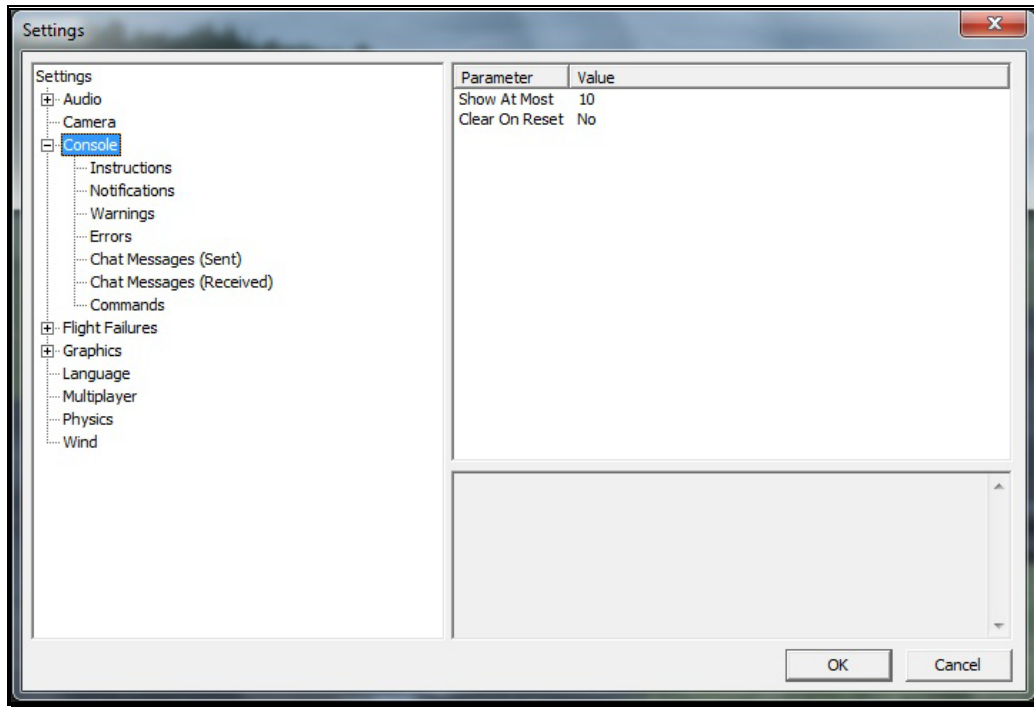 Settings
Settings
Audio
Camera
Console
Instructions
Notifications
Warnings
Errors
Chat Messages (Sent)
Chat Messages (Received)
Commands
Flight Failures
Graphics
Language
Multiplayer
Physics
Wind
Parameter Value
Show At Most 10
Clear On Reset No
OK Cancel